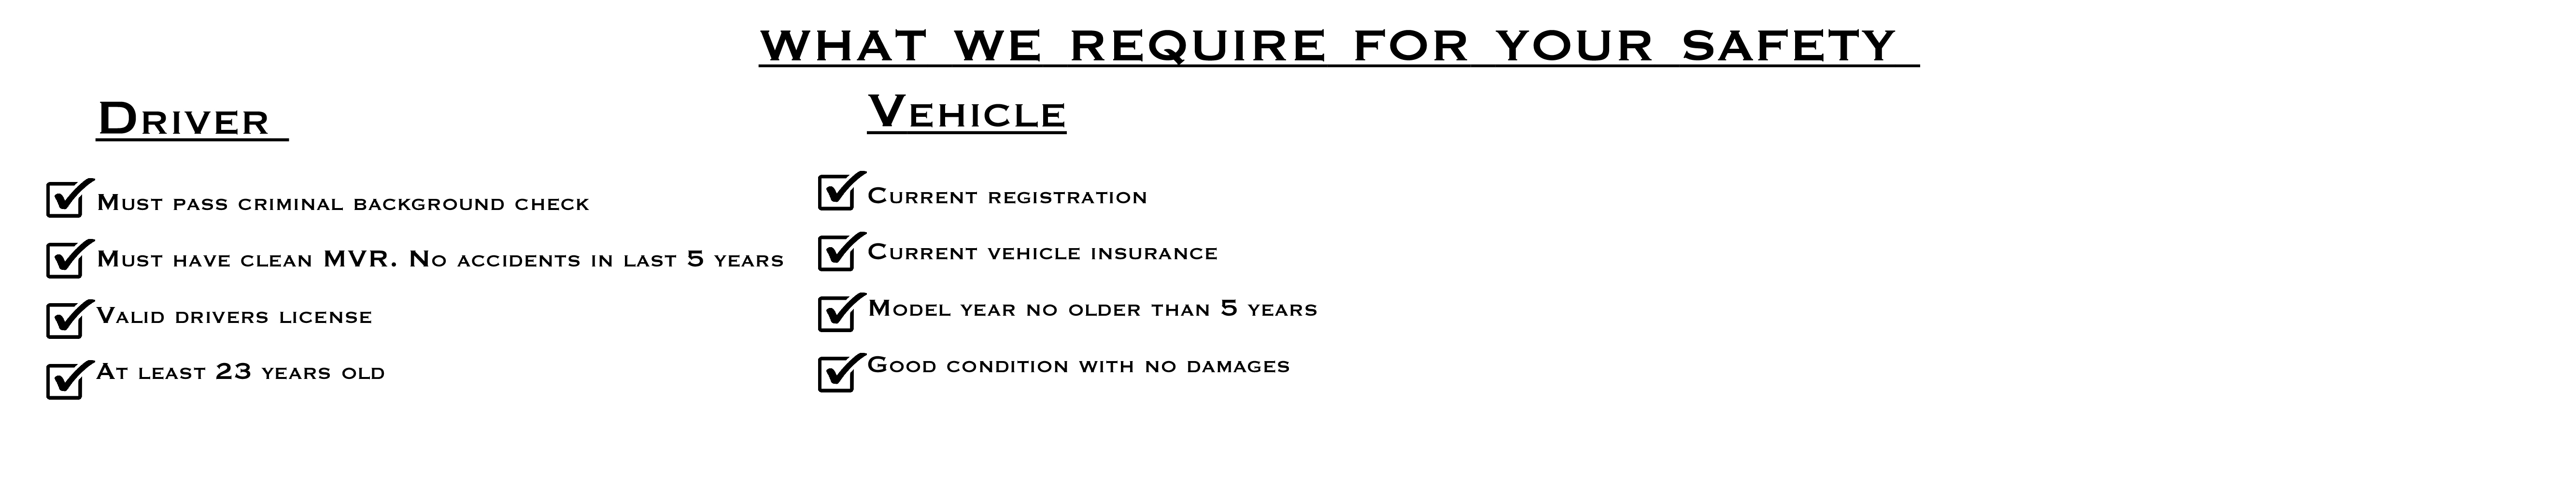 WHAT WE REQUIRE FOR YOUR SAFETY
Driver
Must pass criminal background check
Must have clean MVR. No accidents in last 5 years
Valid drivers license
At least 23 years old
Vehicle
Current registration
Current vehicle insurance
Model year no older than 5 years
Good condition with no damages